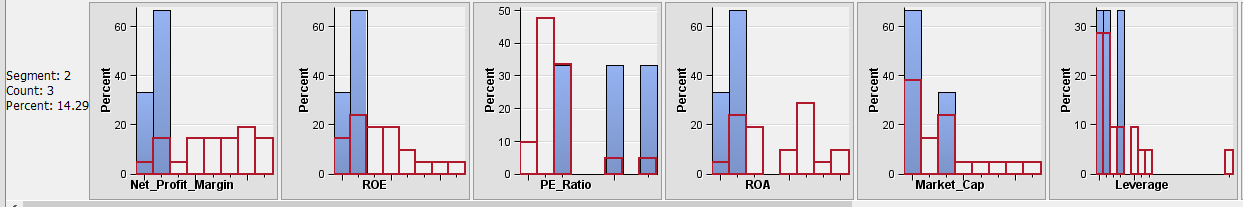 Segment: 2
Count: 3
Percent: 14.29
Percent
60
40
20
0
Net_Profit_Margin
Percent
60
40
20
0
ROE
Percent
50
40
30
20
10
0
PE_Ratio
Percent
60
40
20
0
ROA
Percent
60
40
20
0
Market_Cap
Percent
30
20
10
0
Leverage